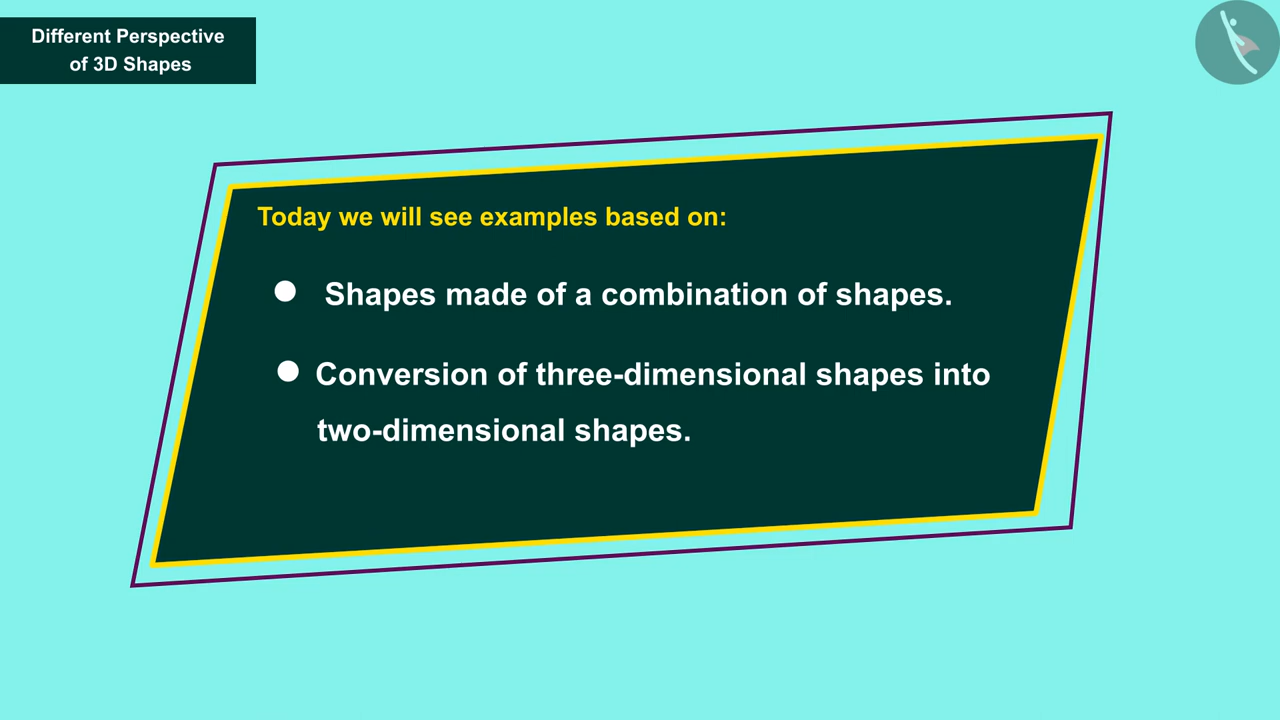 Different Perspective
of 3D Shapes
Today we will see examples based on:
Shapes made of a combination of shapes.
Conversion of three-dimensional shapes into
two-dimensional shapes.